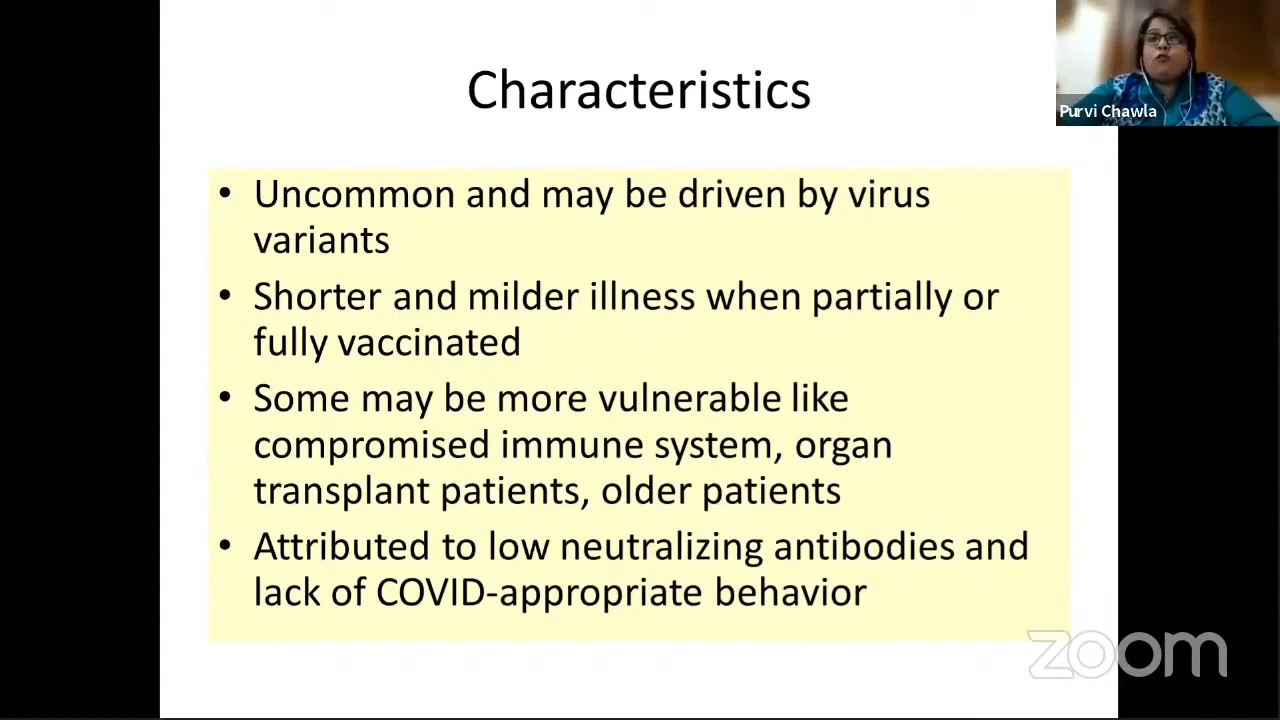 Characteristics
Purvi Chawla
• Uncommon and may be driven by virus
variants
• Shorter and milder illness when partially or
fully vaccinated
• Some may be more vulnerable like
compromised immune system, organ
transplant patients, older patients
• Attributed to low neutralizing antibodies and
lack of COVID-appropriate behavior
zoom